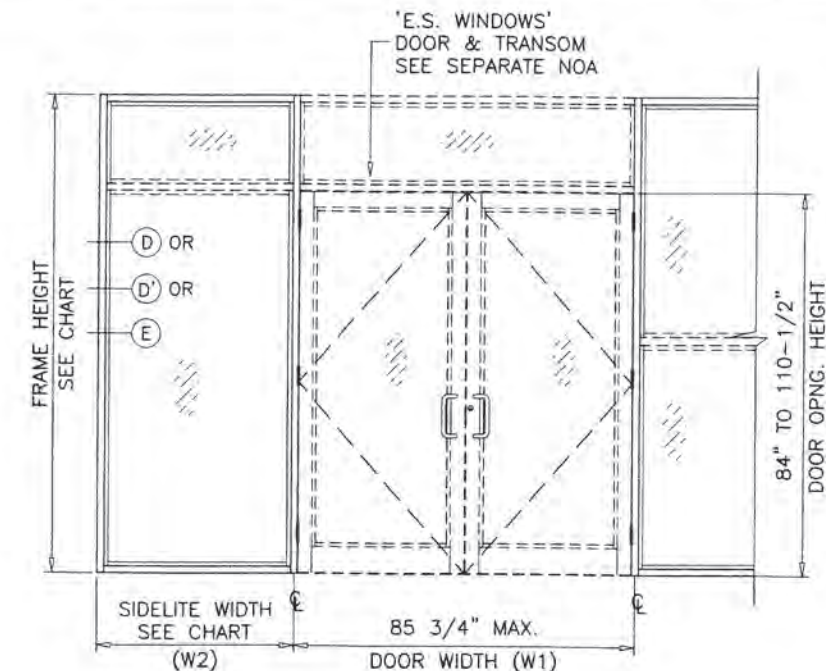 'E.S. WINDOWS'
DOOR & TRANSOM
SEE SEPARATE NOA
FRAME HEIGHT
SEE CHART
D OR
D' OR
E
84" TO 110-1/2"
DOOR OPNG. HEIGHT
℄
℄
SIDELITE WIDTH
SEE CHART
(W2)
85 3/4" MAX.
DOOR WIDTH (W1)